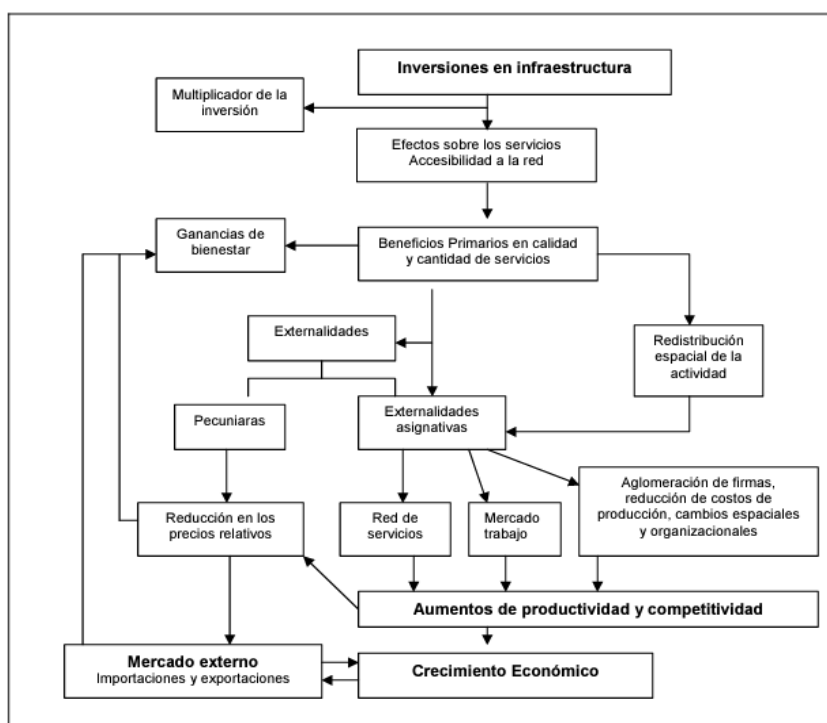 Inversiones en infraestructura
Multiplicador de la
inversión
Efectos sobre los servicios
Accesibilidad a la red
Ganancias de
bienestar
Beneficios Primarios en calidad
y cantidad de servicios
Externalidades
Redistribución
espacial de la
actividad
Pecuniaras
Externalidades
asignativas
Reducción en los
precios relativos
Red de
servicios
Mercado
trabajo
Aglomeración de firmas,
reducción de costos de
producción, cambios espaciales
y organizacionales
Aumentos de productividad y competitividad
Mercado externo
Importaciones y exportaciones
Crecimiento Económico